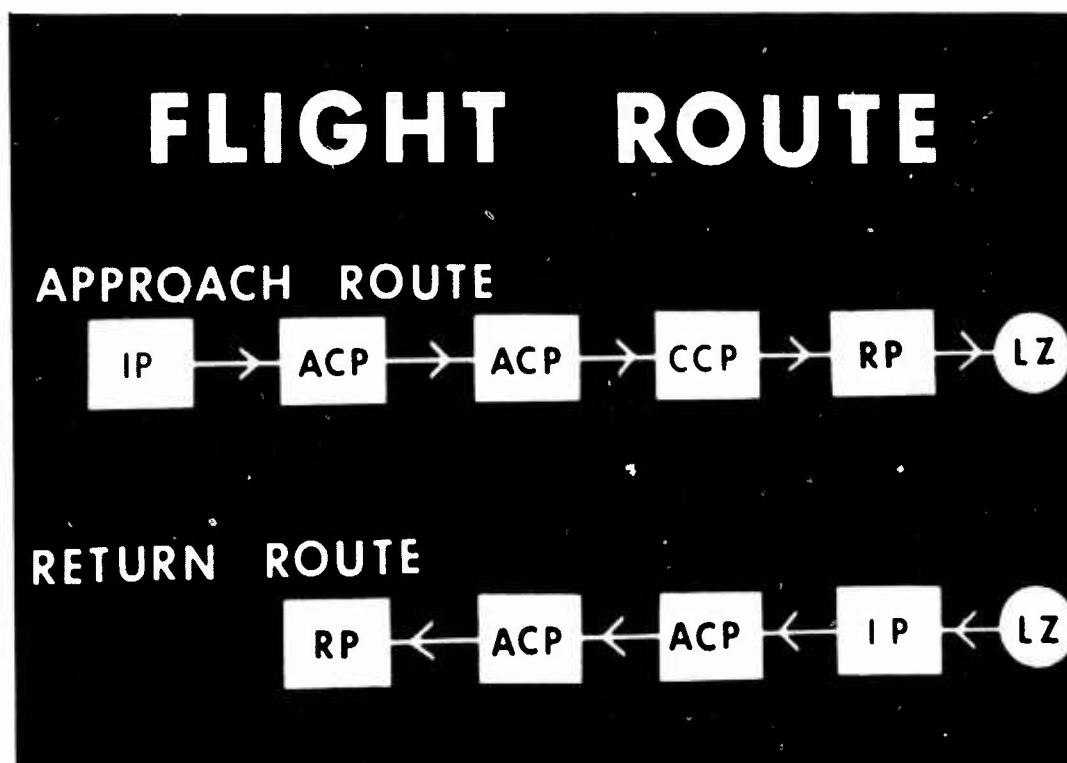 FLIGHT ROUTE
APPROACH ROUTE
IP ACP ACP CCP RP LZ
RETURN ROUTE
RP ACP ACP IP LZ